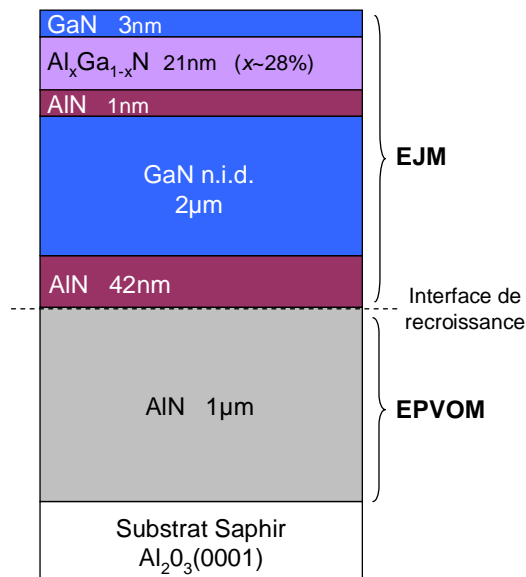 GaN 3nm
AlxGa1-xN 21nm (x~28%)
AlN 1nm
GaN n.i.d.
2µm
EJM
AlN 42nm
Interface de
recroissance
AlN 1µm
EPVOM
Substrat Saphir
Al203(0001)